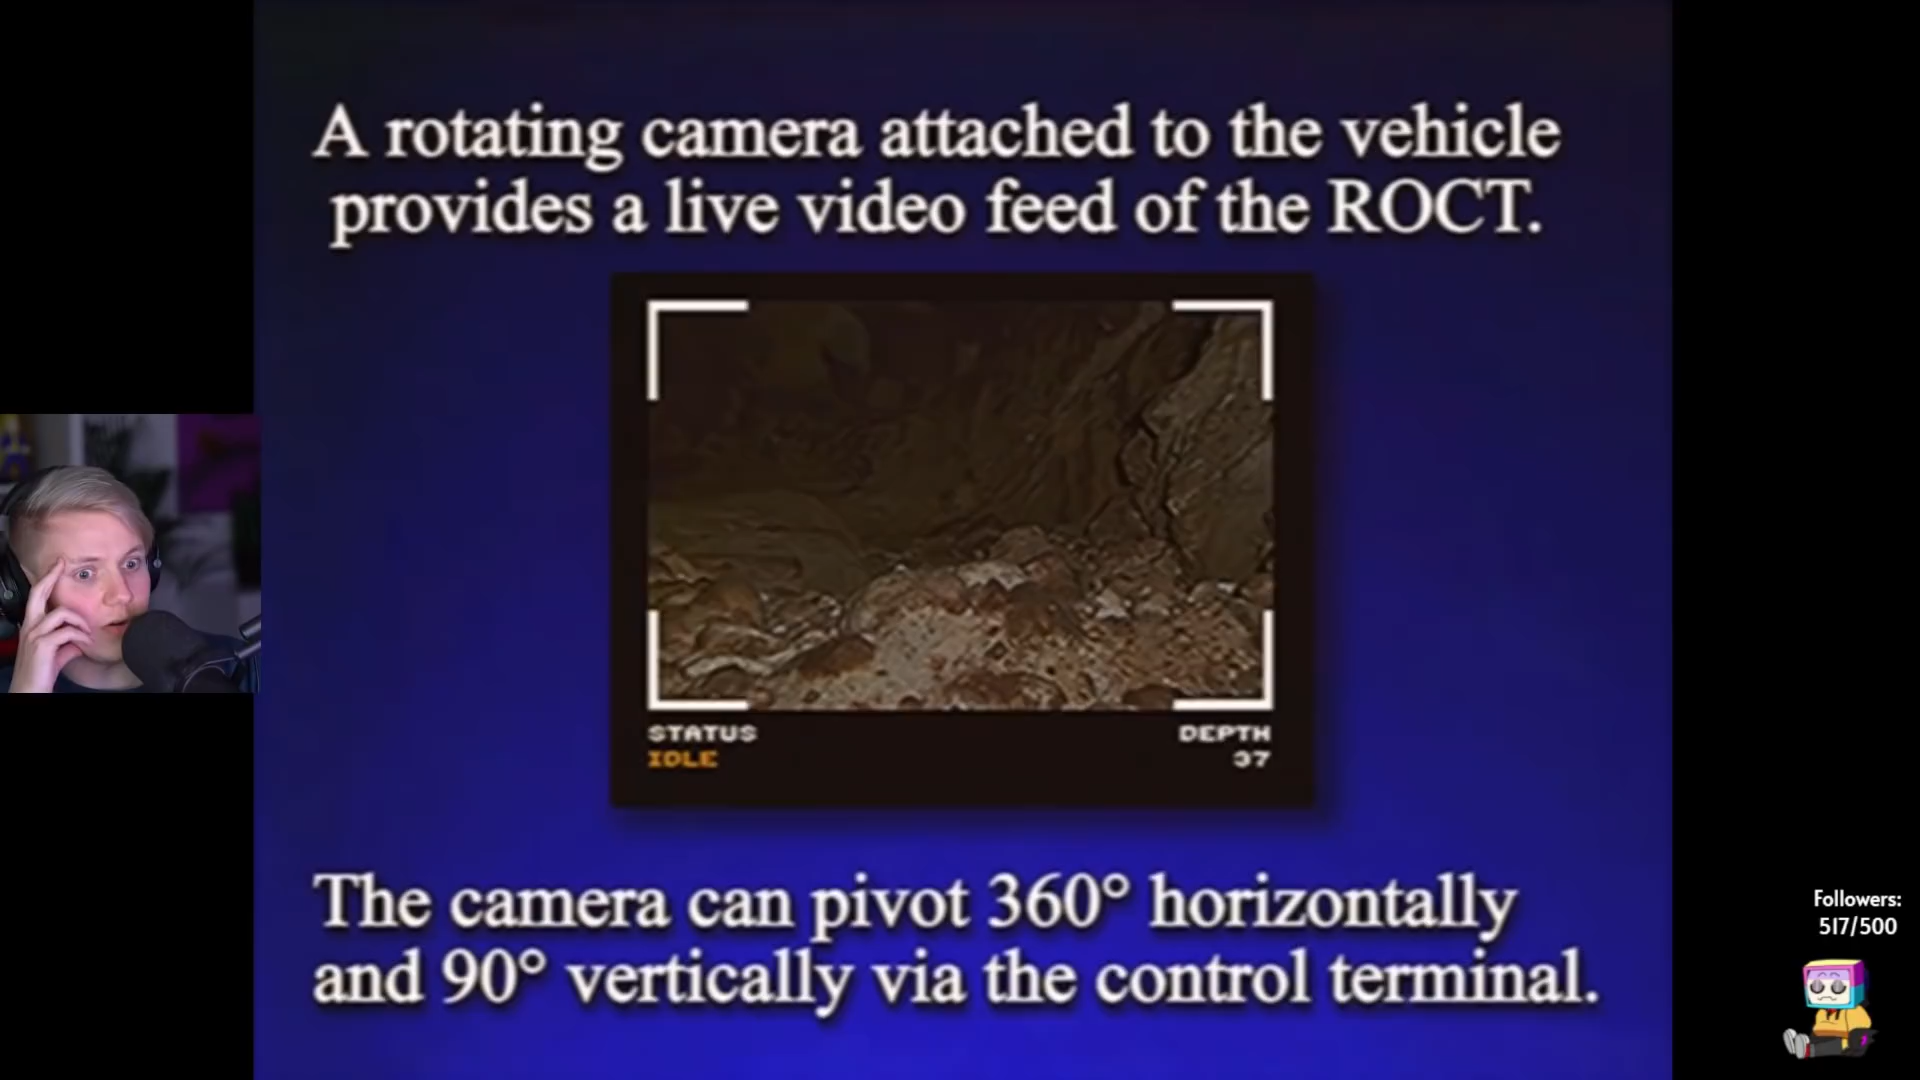 A rotating camera attached to the vehicle
provides a live video feed of the ROCT.
STATUS
IDLE
DEPTH
37
The camera can pivot 360° horizontally
and 90° vertically via the control terminal.
Followers:
517/500